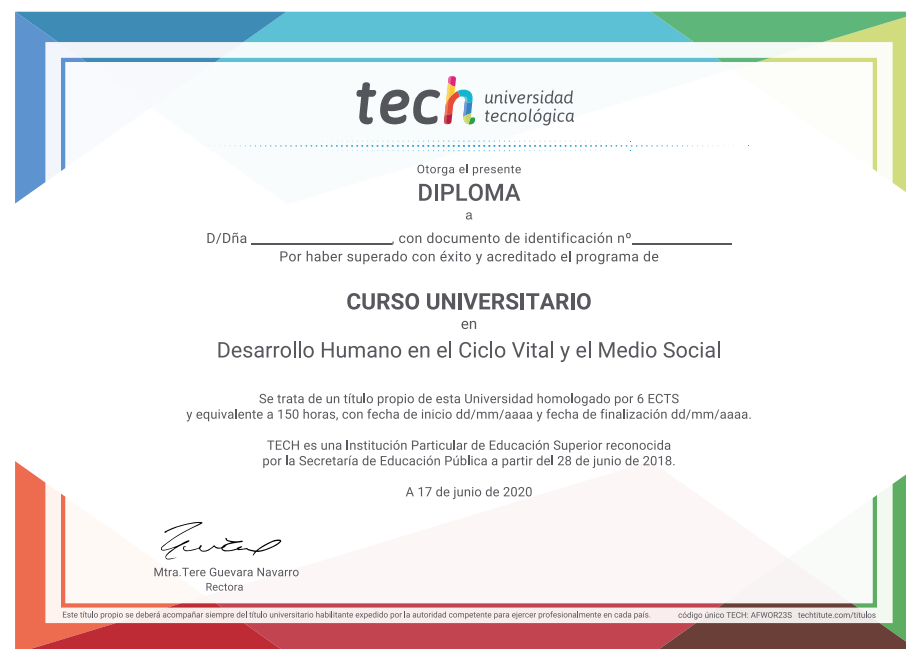 tech universidad
tecnológica
Otorga el presente
DIPLOMA
a
D/Dña ____________________, con documento de identificación nº______________
Por haber superado con éxito y acreditado el programa de
CURSO UNIVERSITARIO
en
Desarrollo Humano en el Ciclo Vital y el Medio Social
Se trata de un título propio de esta Universidad homologado por 6 ECTS
y equivalente a 150 horas, con fecha de inicio dd/mm/aaaa y fecha de finalización dd/mm/aaaa.
TECH es una Institución Particular de Educación Superior reconocida
por la Secretaría de Educación Pública a partir del 28 de junio de 2018.
A 17 de junio de 2020
Mtra.Tere Guevara Navarro
Rectora
Este título propio se deberá acompañar siempre del título universitario habilitante expedido por la autoridad competente para ejercer profesionalmente en cada país. código único TECH: AFWOR23S techtitute.com/titulos